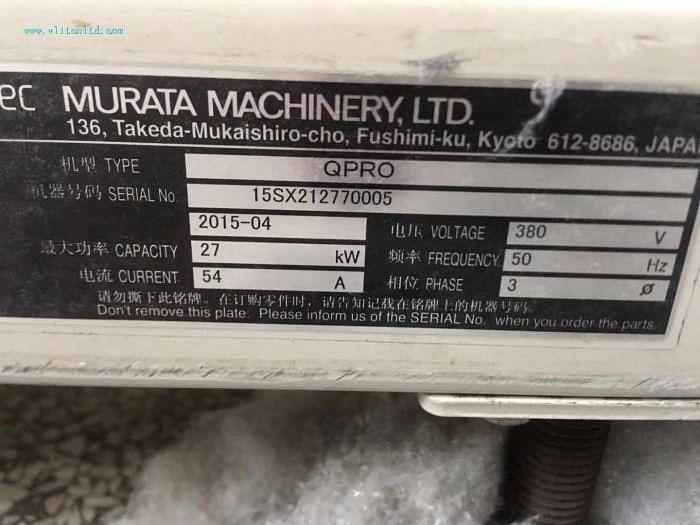 www.vlitaoltd.com
ec MURATA MACHINERY, LTD.
136, Takeda-Mukaishiro-cho, Fushimi-ku, Kyoto 612-8686, JAPAN
机型 TYPE QPRO
机器号码 SERIAL No. 15SX212770005
2015-04 电压 VOLTAGE 380 V
最大功率 CAPACITY 27 kW 频率 FREQUENCY 50 Hz
电流 CURRENT 54 A 相位 PHASE 3 ø
请勿撕下此铭牌。在订购零件时，请告知记载在铭牌上的机器号码。
Don't remove this plate. Please inform us of the SERIAL No. when you order the parts.